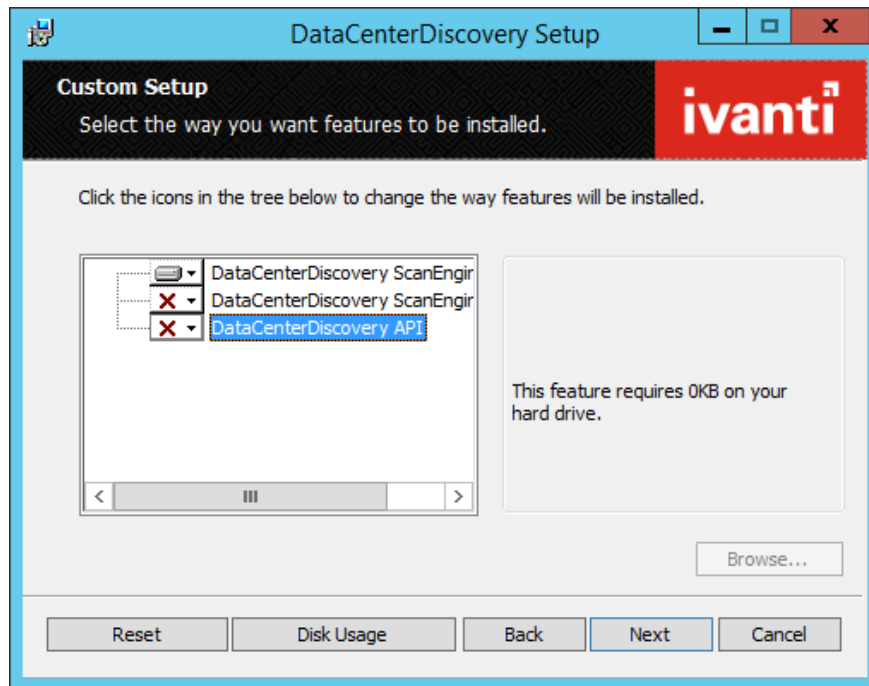 DataCenterDiscovery Setup
Custom Setup
Select the way you want features to be installed.
ivanti
Click the icons in the tree below to change the way features will be installed.
DataCenterDiscovery ScanEngir
DataCenterDiscovery ScanEngir
DataCenterDiscovery API
This feature requires 0KB on your
hard drive.
Browse...
Reset
Disk Usage
Back
Next
Cancel